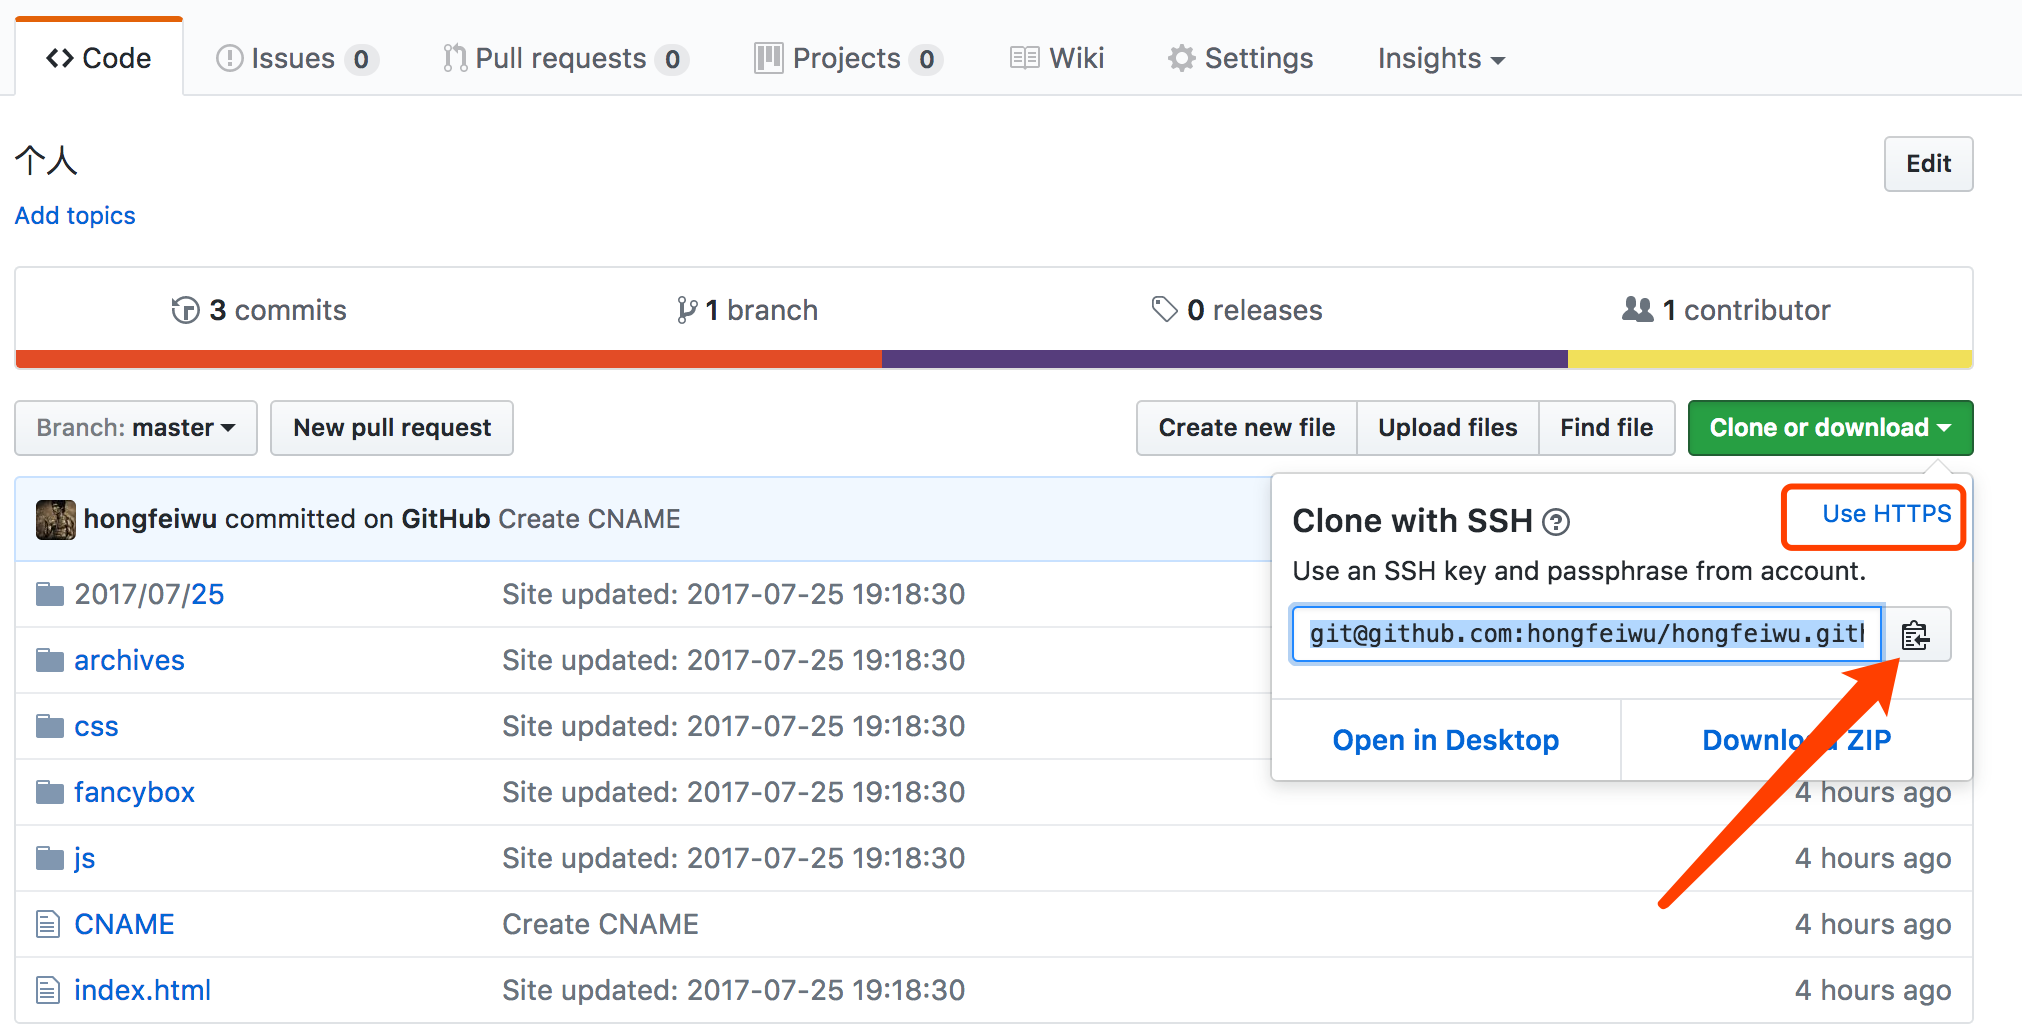 Code Issues 0 Pull requests 0 Projects 0 Wiki Settings Insights
个人
Edit
Add topics
3 commits 1 branch 0 releases 1 contributor
Branch: master New pull request Create new file Upload files Find file Clone or download
hongfeiwu committed on GitHub Create CNAME
Clone with SSH ? Use HTTPS
Use an SSH key and passphrase from account.
git@github.com:hongfeiwu/hongfeiwu.gith
Open in Desktop Download ZIP
2017/07/25 Site updated: 2017-07-25 19:18:30
archives Site updated: 2017-07-25 19:18:30
css Site updated: 2017-07-25 19:18:30
fancybox Site updated: 2017-07-25 19:18:30 4 hours ago
js Site updated: 2017-07-25 19:18:30 4 hours ago
CNAME Create CNAME 4 hours ago
index.html Site updated: 2017-07-25 19:18:30 4 hours ago